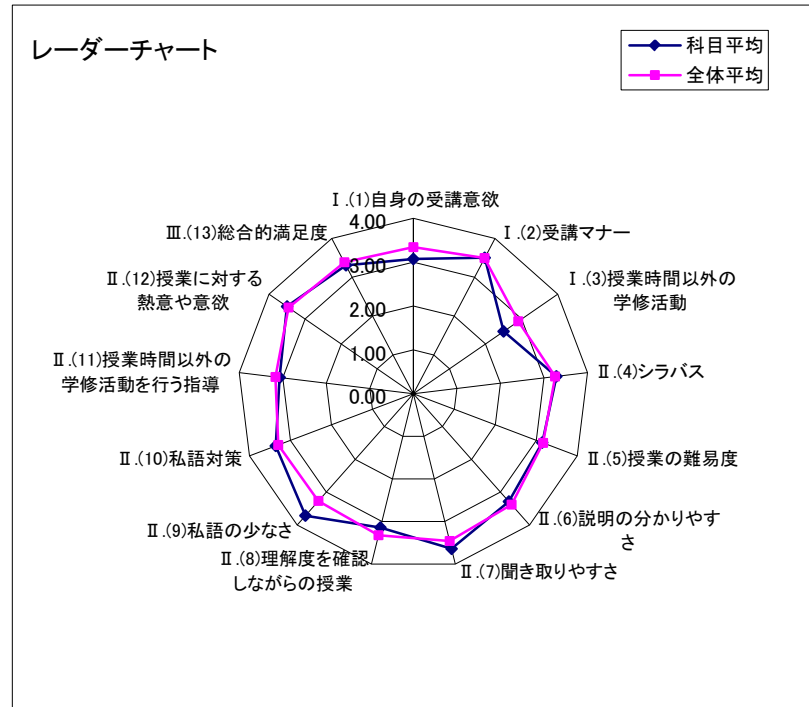 レーダーチャート
科目平均
全体平均
Ⅰ.(1)自身の受講意欲
Ⅰ.(2)受講マナー
Ⅰ.(3)授業時間以外の
学修活動
Ⅱ.(4)シラバス
Ⅱ.(5)授業の難易度
Ⅱ.(6)説明の分かりやす
さ
Ⅱ.(7)聞き取りやすさ
Ⅱ.(8)理解度を確認
しながらの授業
Ⅱ.(9)私語の少なさ
Ⅱ.(10)私語対策
Ⅱ.(11)授業時間以外の
学修活動を行う指導
Ⅱ.(12)授業に対する
熱意や意欲
Ⅲ.(13)総合的満足度
4.00
3.00
2.00
1.00
0.00